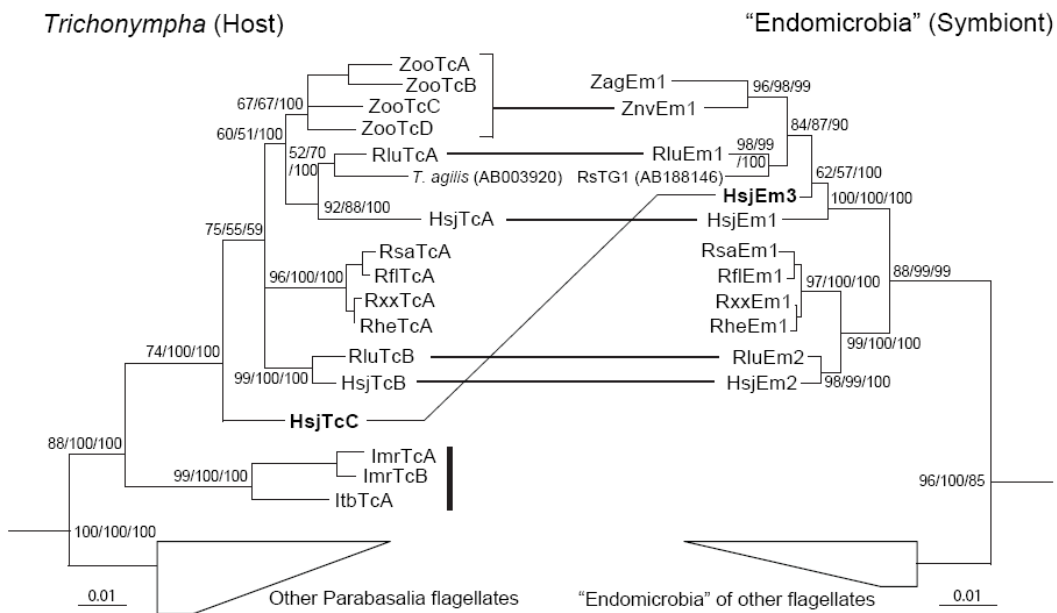 Trichonympha (Host)
“Endomicrobia” (Symbiont)
ZooTcA
ZooTcB
ZooTcC
ZooTcD
67/67/100
60/51/100
52/70
/100
RluTcA
T. agilis (AB003920)
92/88/100
HsjTcA
75/55/59
RsaTcA
RflTcA
96/100/100
RxxTcA
RheTcA
74/100/100
RluTcB
99/100/100
HsjTcB
HsjTcC
88/100/100
ImrTcA
99/100/100
ImrTcB
ItbTcA
100/100/100
Other Parabasalia flagellates
0.01
ZagEm1
96/98/99
ZnvEm1
84/87/90
RluEm1
98/99
/100
RsTG1 (AB188146)
62/57/100
HsjEm3
100/100/100
HsjEm1
RsaEm1
RflEm1
97/100/100
88/99/99
RxxEm1
RheEm1
99/100/100
RluEm2
HsjEm2
98/99/100
96/100/85
“Endomicrobia” of other flagellates
0.01